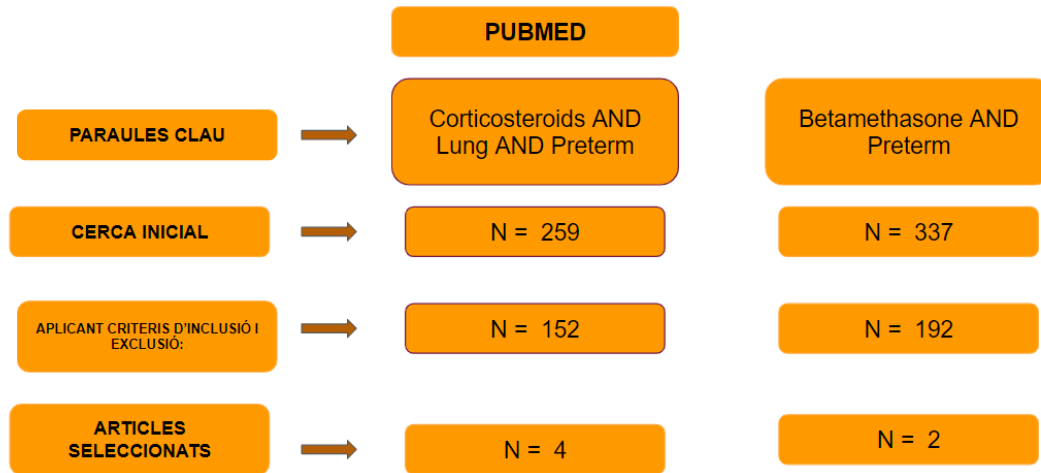 PUBMED
PARAULES CLAU
Corticosteroids AND
Lung AND Preterm
Betamethasone AND
Preterm
CERCA INICIAL
N = 259
N = 337
APLICANT CRITERIS D'INCLUSIÓ I
EXCLUSIÓ:
N = 152
N = 192
ARTICLES
SELECCIONATS
N = 4
N = 2